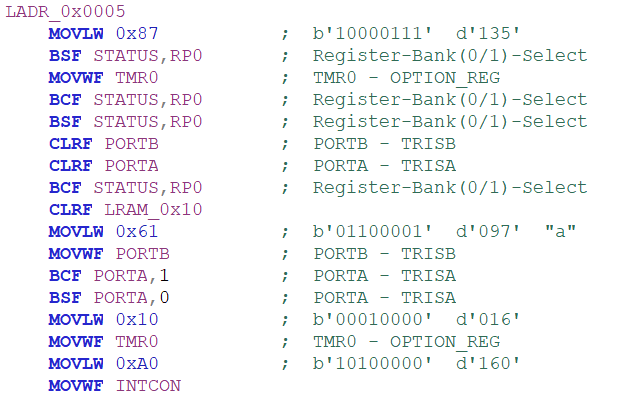 LADR_0x0005
MOVLW 0x87 ; b'10000111' d'135'
BSF STATUS,RP0 ; Register-Bank(0/1)-Select
MOVWF TMR0 ; TMR0 - OPTION_REG
BCF STATUS,RP0 ; Register-Bank(0/1)-Select
BSF STATUS,RP0 ; Register-Bank(0/1)-Select
CLRF PORTB ; PORTB - TRISB
CLRF PORTA ; PORTA - TRISA
BCF STATUS,RP0 ; Register-Bank(0/1)-Select
CLRF LRAM_0x10
MOVLW 0x61 ; b'01100001' d'097' "a"
MOVWF PORTB ; PORTB - TRISB
BCF PORTA,1 ; PORTA - TRISA
BSF PORTA,0 ; PORTA - TRISA
MOVLW 0x10 ; b'00010000' d'016'
MOVWF TMR0 ; TMR0 - OPTION_REG
MOVLW 0xA0 ; b'10100000' d'160'
MOVWF INTCON